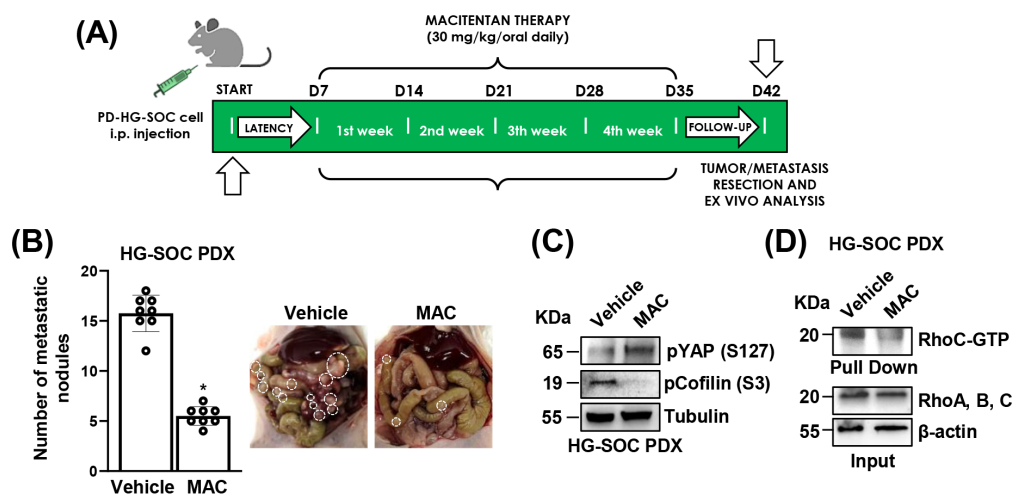 (A)
MACITENTAN THERAPY
(30 mg/kg/oral daily)
START
D7
D14
D21
D28
D35
D42
PD-HG-SOC cell
i.p. injection
LATENCY
1st week
2nd week
3th week
4th week
FOLLOW-UP
TUMOR/METASTASIS
RESECTION AND
EX VIVO ANALYSIS
(B)
HG-SOC PDX
Number of metastatic
nodules
20
15
10
5
0
*
Vehicle
MAC
Vehicle
MAC
(C)
KDa
Vehicle
MAC
65
pYAP (S127)
19
pCofilin (S3)
55
Tubulin
HG-SOC PDX
(D)
HG-SOC PDX
KDa
Vehicle
MAC
20
RhoC-GTP
Pull Down
20
RhoA, B, C
55
β-actin
Input